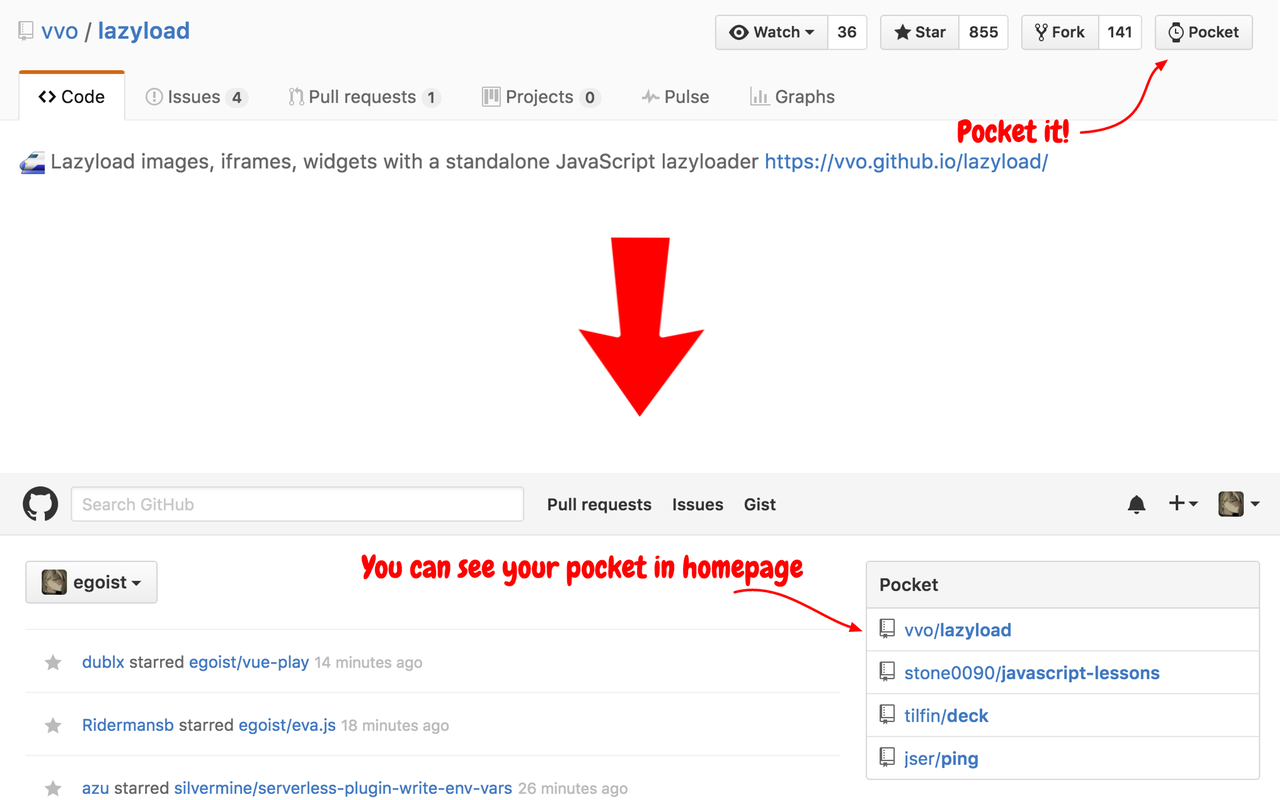 vvo / lazyload
Watch 36 Star 855 Fork 141 Pocket
Code Issues 4 Pull requests 1 Projects 0 Pulse Graphs
Pocket it!
Lazyload images, iframes, widgets with a standalone JavaScript lazyloader https://vvo.github.io/lazyload/
Search GitHub Pull requests Issues Gist
You can see your pocket in homepage
egoist
Pocket
vvo/lazyload
dublx starred egoist/vue-play 14 minutes ago
stone0090/javascript-lessons
tilfin/deck
Ridermansb starred egoist/eva.js 18 minutes ago
jser/ping
azu starred silvermine/serverless-plugin-write-env-vars 26 minutes ago